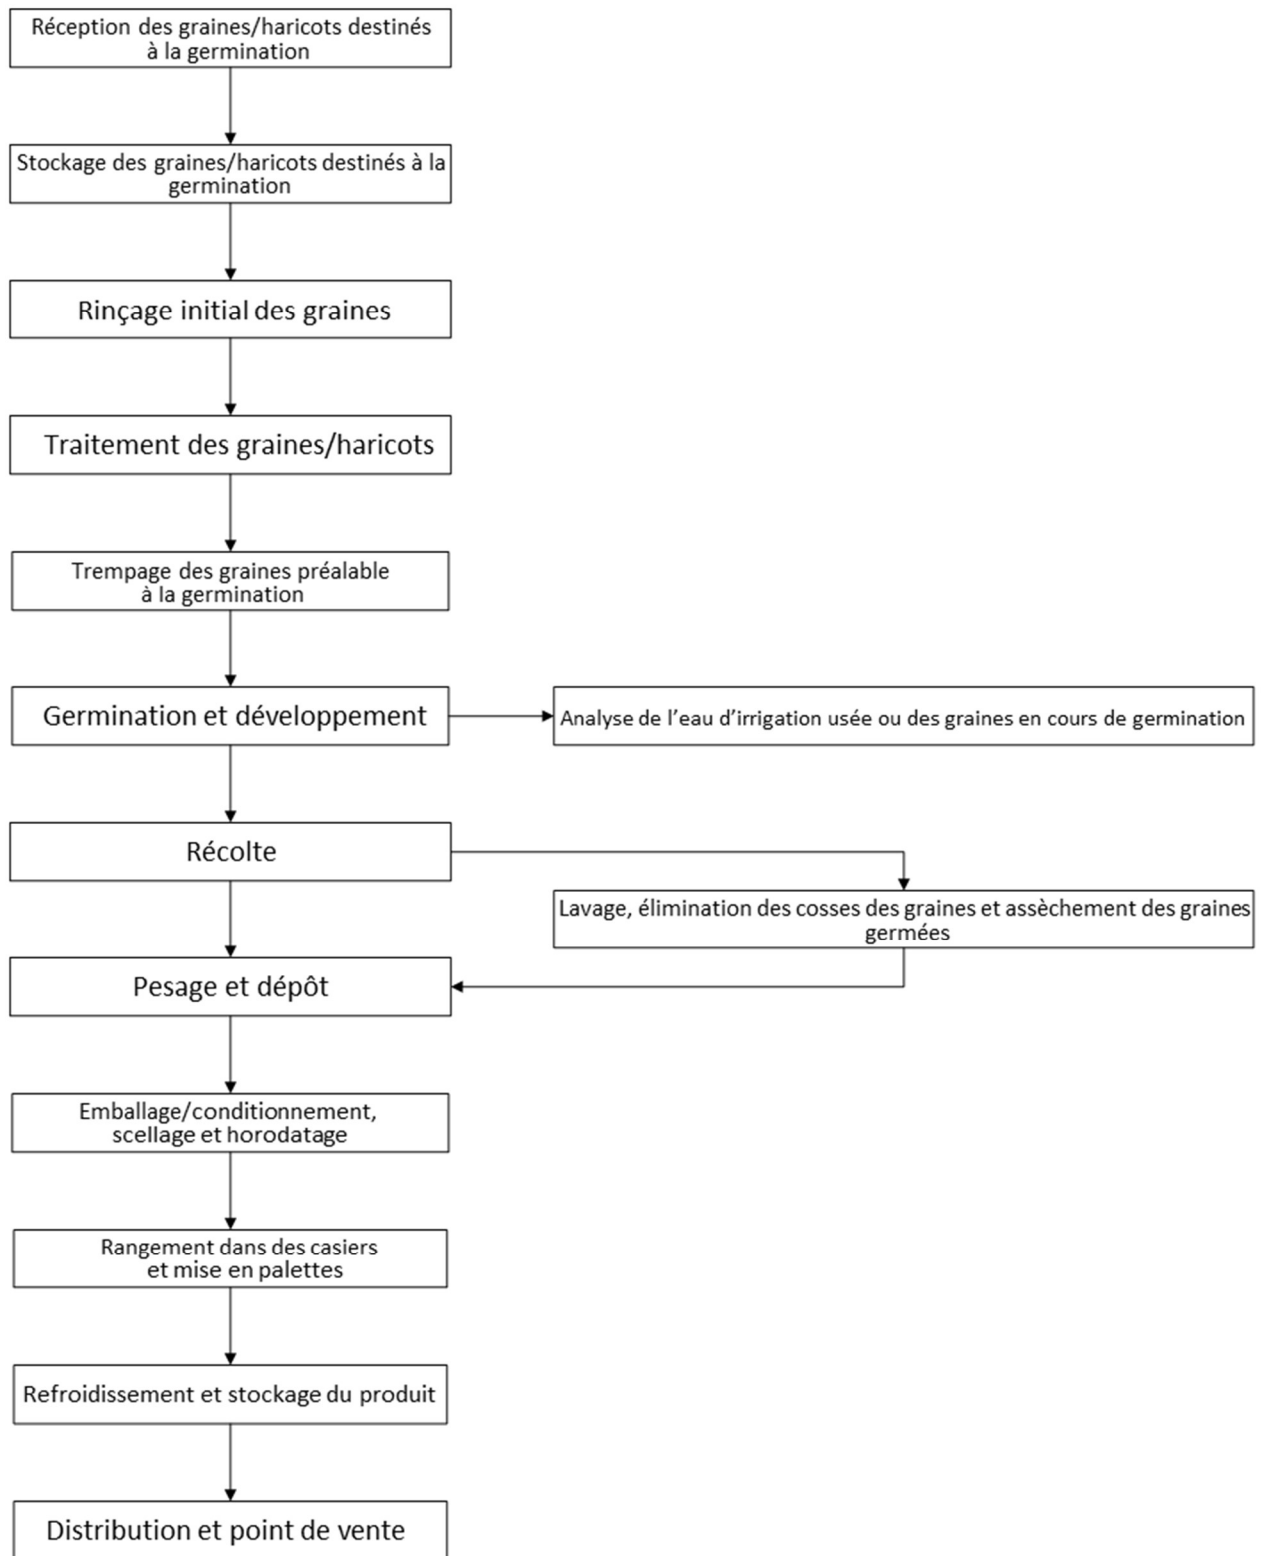 Réception des graines/haricots destinés
à la germination
Stockage des graines/haricots destinés à la
germination
Rinçage initial des graines
Traitement des graines/haricots
Trempage des graines préalable
à la germination
Germination et développement
Analyse de l’eau d’irrigation usée ou des graines en cours de germination
Récolte
Lavage, élimination des cosses des graines et assèchement des graines
germées
Pesage et dépôt
Emballage/conditionnement,
scellage et horodatage
Rangement dans des casiers
et mise en palettes
Refroidissement et stockage du produit
Distribution et point de vente